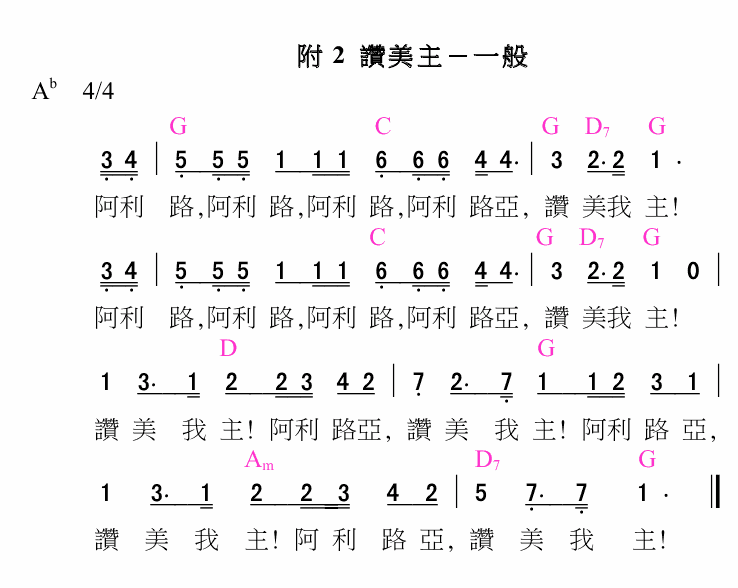 附 2 讚美主－一般
A♭ 4/4
G C G D7 G
3 4 | 5 5 5 1 1 1 6 6 6 4 4· | 3 2·2 1 ·
阿利 路,阿利 路,阿利 路,阿利 路亞, 讚 美我 主!
C G D7 G
3 4 | 5 5 5 1 1 1 6 6 6 4 4· | 3 2·2 1 0 |
阿利 路,阿利 路,阿利 路,阿利 路亞, 讚 美我 主!
D G
1 3· 1 2 2 3 4 2 | 7 2· 7 1 1 2 3 1 |
讚 美 我 主! 阿利 路亞, 讚 美 我 主! 阿利 路 亞,
Am D7 G
1 3· 1 2 2 3 4 2 | 5 7· 7 1 · ||
讚 美 我 主! 阿 利 路 亞, 讚 美 我 主!